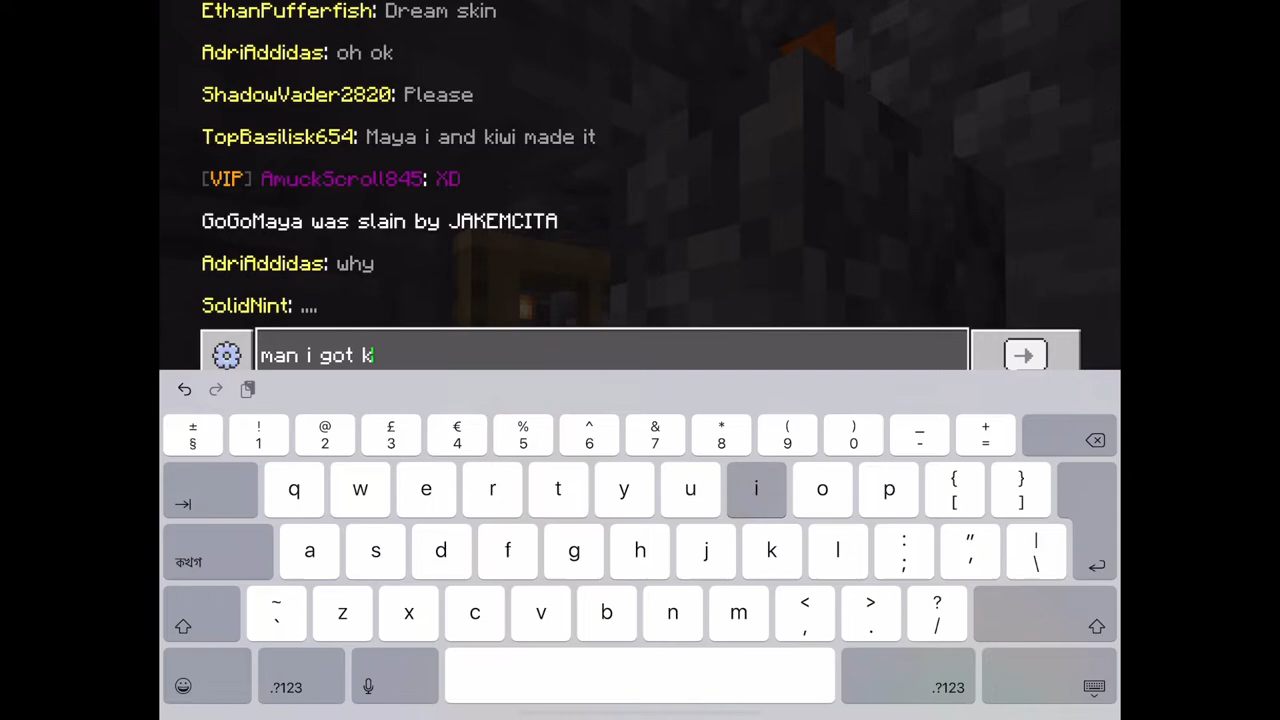 EthanPufferfish: Dream skin
AdriAddidas: oh ok
ShadowVader2820: Please
TopBasilisk654: Maya i and kiwi made it
[VIP] AmuckScroll845: XD
GoGoMaya was slain by JAKEMCITA
AdriAddidas: why
SolidNint: ....
man i got k
± ! @ £ € % ^ & * ( ) _ +
§ 1 2 3 4 5 6 7 8 9 0 - =
q w e r t y u i o p { }
[ ]
কখগ a s d f g h j k l : " |
; ' \
~ z x c v b n m < > ?
` , . /
.?123 .?123